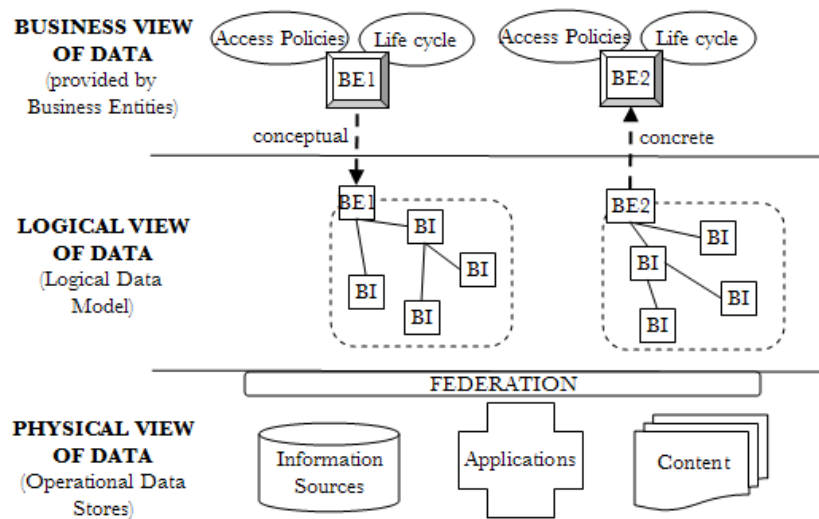 BUSINESS VIEW
OF DATA
(provided by
Business Entities)
Access Policies
Life cycle
BE1
Access Policies
Life cycle
BE2
conceptual
concrete
LOGICAL VIEW
OF DATA
(Logical Data
Model)
BE1
BI
BI
BI
BI
BE2
BI
BI
BI
BI
FEDERATION
PHYSICAL VIEW
OF DATA
(Operational Data
Stores)
Information
Sources
Applications
Content